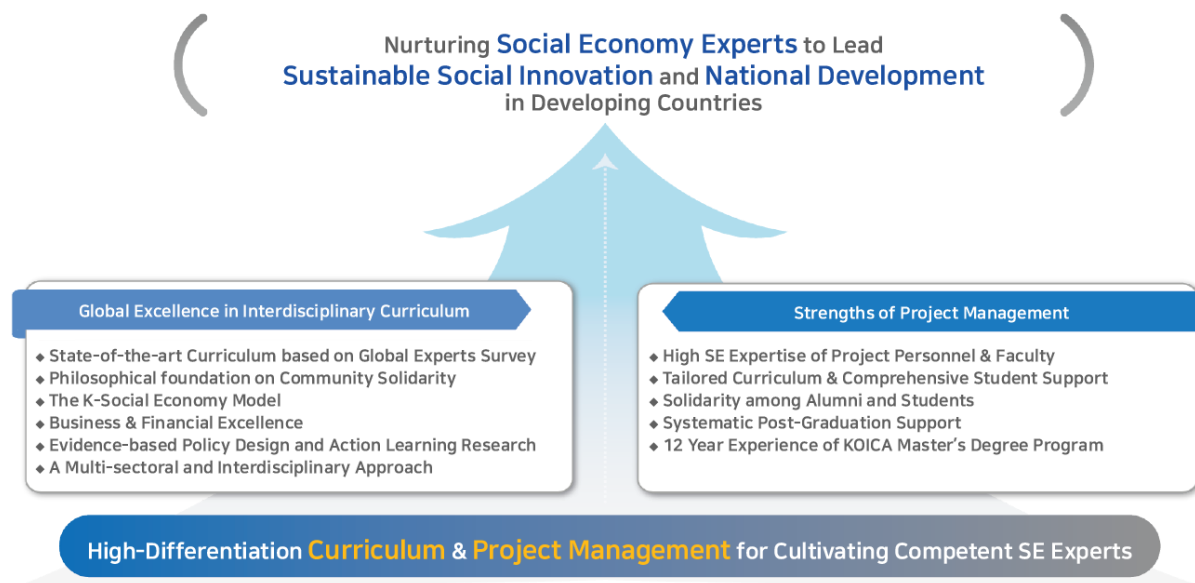 Nurturing Social Economy Experts to Lead
Sustainable Social Innovation and National Development
in Developing Countries
Global Excellence in Interdisciplinary Curriculum
◆ State-of-the-art Curriculum based on Global Experts Survey
◆ Philosophical foundation on Community Solidarity
◆ The K-Social Economy Model
◆ Business & Financial Excellence
◆ Evidence-based Policy Design and Action Learning Research
◆ A Multi-sectoral and Interdisciplinary Approach
Strengths of Project Management
◆ High SE Expertise of Project Personnel & Faculty
◆ Tailored Curriculum & Comprehensive Student Support
◆ Solidarity among Alumni and Students
◆ Systematic Post-Graduation Support
◆ 12 Year Experience of KOICA Master's Degree Program
High-Differentiation Curriculum & Project Management for Cultivating Competent SE Experts